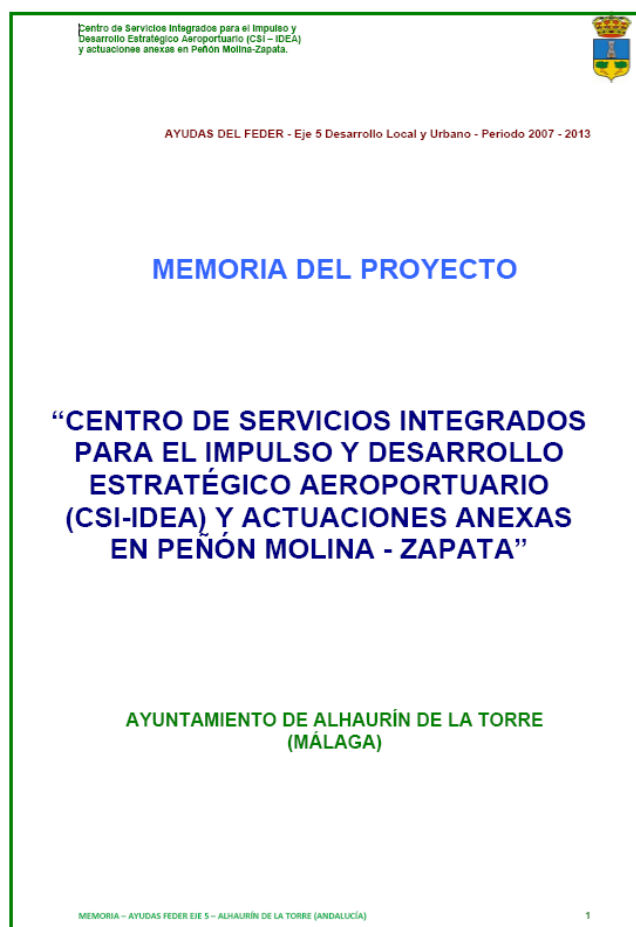 Centro de Servicios Integrados para el Impulso y
Desarrollo Estratégico Aeroportuario (CSI – IDEA)
y actuaciones anexas en Peñón Molina-Zapata.
AYUDAS DEL FEDER - Eje 5 Desarrollo Local y Urbano - Periodo 2007 - 2013
MEMORIA DEL PROYECTO
“CENTRO DE SERVICIOS INTEGRADOS
PARA EL IMPULSO Y DESARROLLO
ESTRATÉGICO AEROPORTUARIO
(CSI-IDEA) Y ACTUACIONES ANEXAS
EN PEÑÓN MOLINA - ZAPATA”
AYUNTAMIENTO DE ALHAURÍN DE LA TORRE
(MÁLAGA)
MEMORIA – AYUDAS FEDER EJE 5 – ALHAURÍN DE LA TORRE (ANDALUCÍA) 1